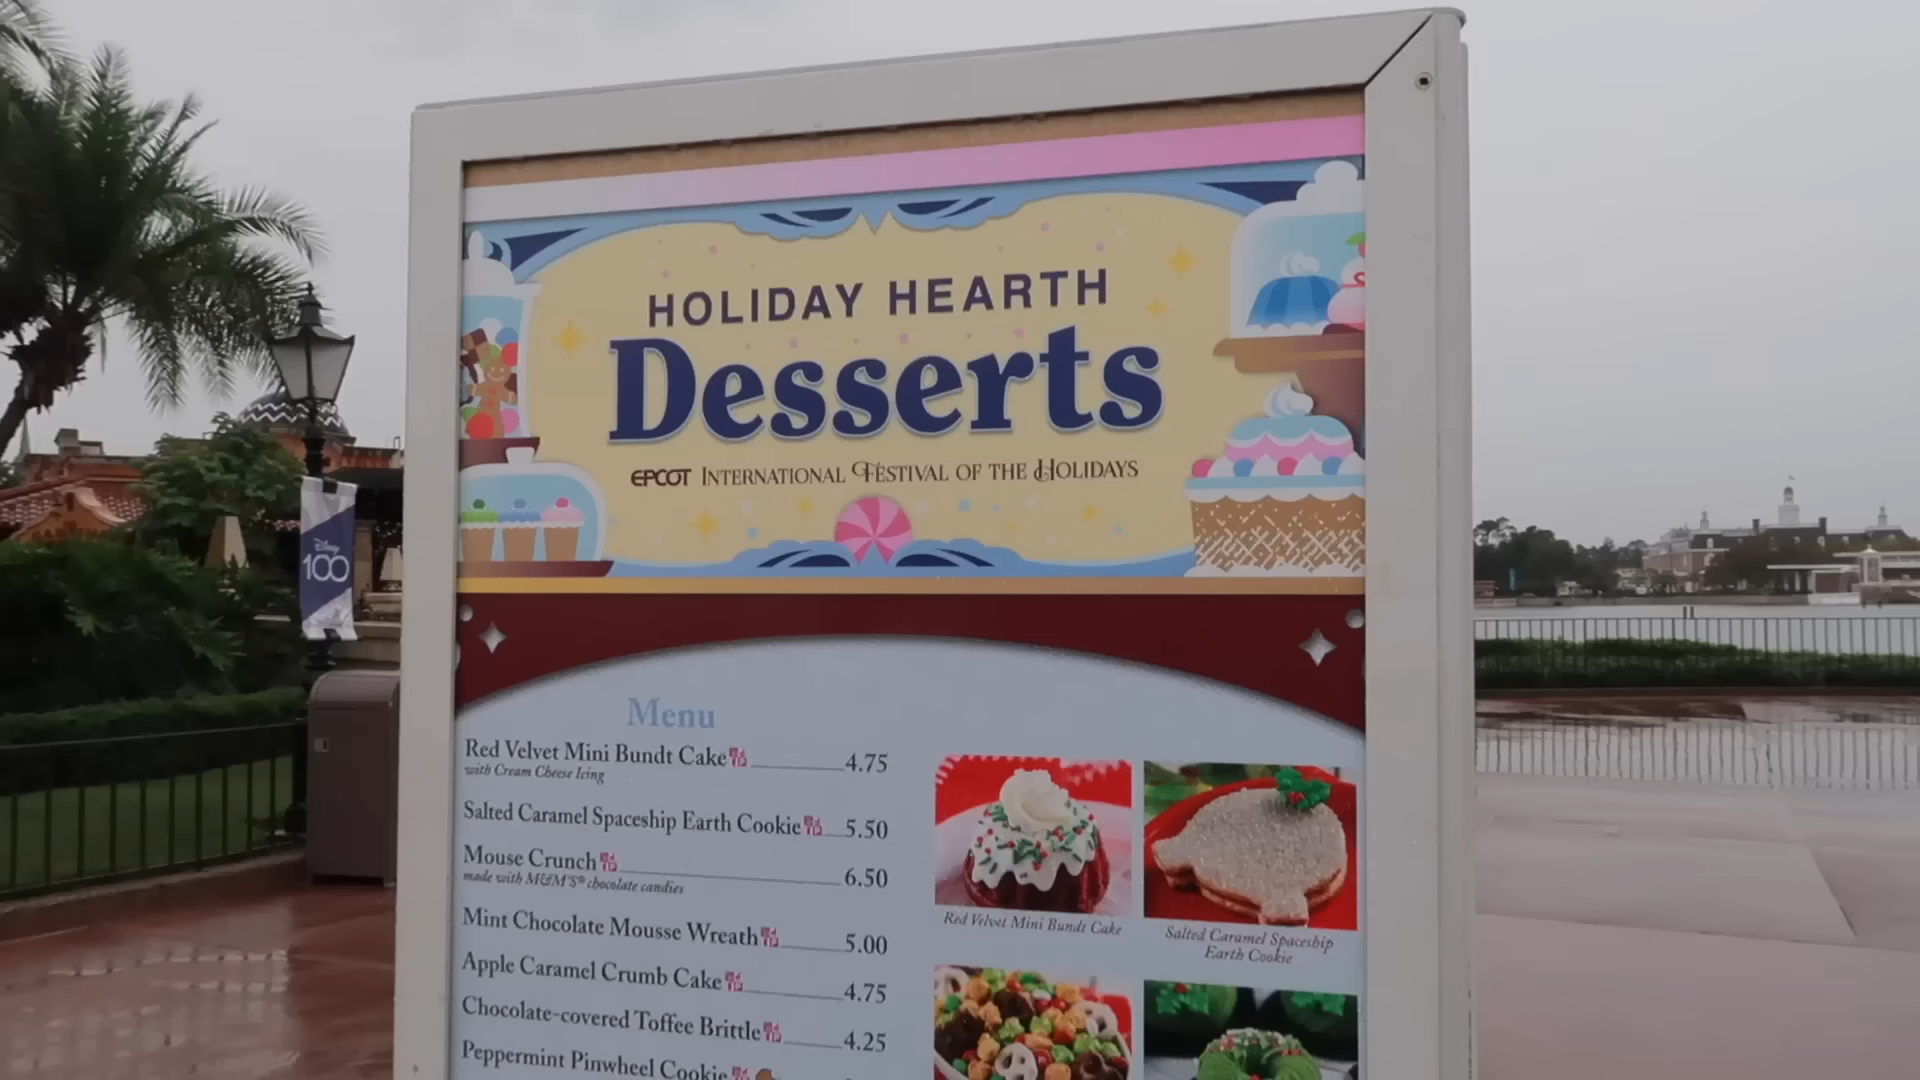 HOLIDAY HEARTH
Desserts
EPCOT INTERNATIONAL FESTIVAL OF THE HOLIDAYS
Disney
100
Menu
Red Velvet Mini Bundt Cake 4.75
with Cream Cheese Icing
Salted Caramel Spaceship Earth Cookie 5.50
Mouse Crunch 6.50
made with M&M'S® chocolate candies
Mint Chocolate Mousse Wreath 5.00
Apple Caramel Crumb Cake 4.75
Chocolate-covered Toffee Brittle 4.25
Peppermint Pinwheel Cookie
Red Velvet Mini Bundt Cake
Salted Caramel Spaceship
Earth Cookie